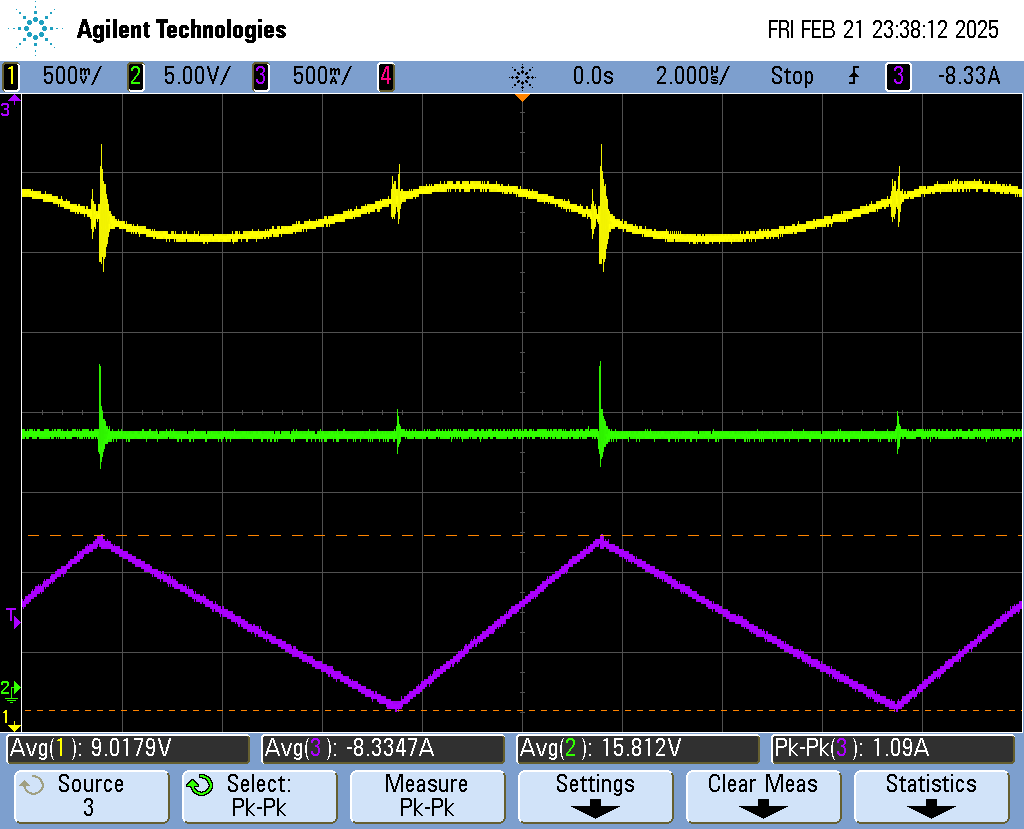 Agilent Technologies
FRI FEB 21 23:38:12 2025
1 500mV/ 2 5.00V/ 3 500mA/ 4 0.0s 2.000us/ Stop 3 -8.33A
3
T
2
1
Avg(1): 9.0179V Avg(3): -8.3347A Avg(2): 15.812V Pk-Pk(3): 1.09A
Source
3
Select:
Pk-Pk
Measure
Pk-Pk
Settings
Clear Meas
Statistics